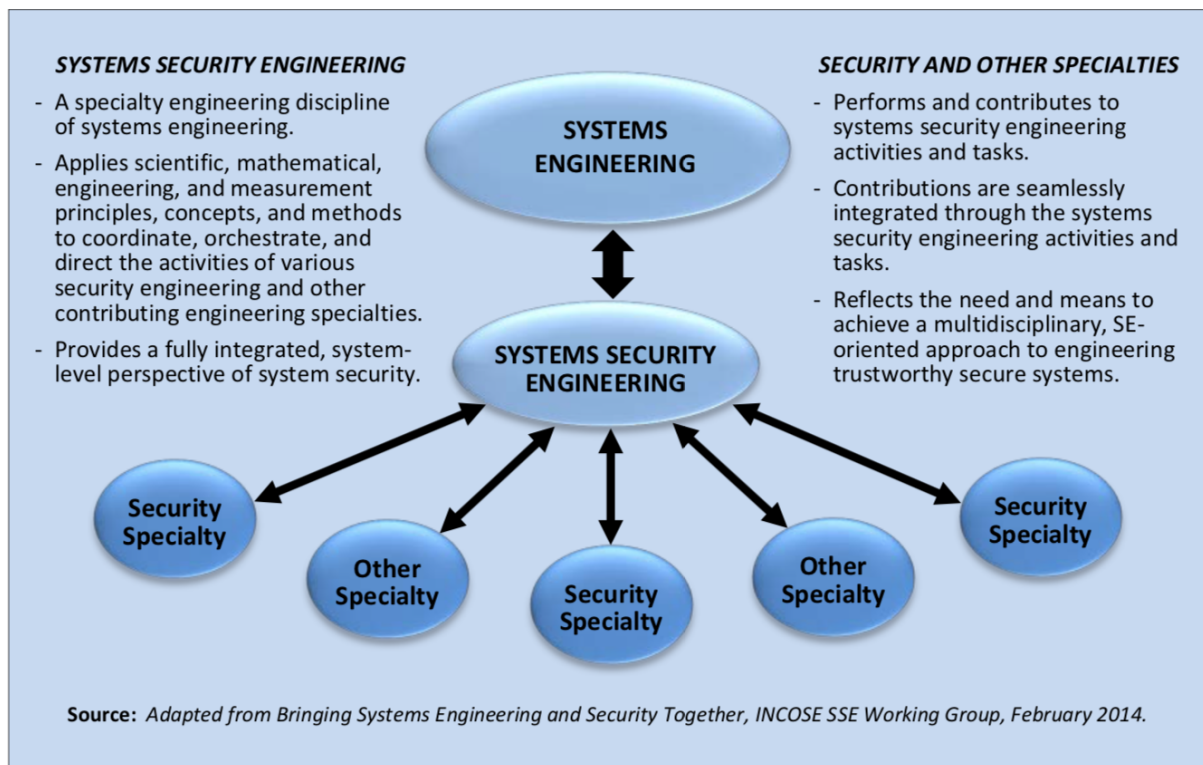 SYSTEMS SECURITY ENGINEERING
- A specialty engineering discipline
of systems engineering.
- Applies scientific, mathematical,
engineering, and measurement
principles, concepts, and methods
to coordinate, orchestrate, and
direct the activities of various
security engineering and other
contributing engineering specialties.
- Provides a fully integrated, system-
level perspective of system security.
SYSTEMS
ENGINEERING
SECURITY AND OTHER SPECIALTIES
- Performs and contributes to
systems security engineering
activities and tasks.
- Contributions are seamlessly
integrated through the systems
security engineering activities and
tasks.
- Reflects the need and means to
achieve a multidisciplinary, SE-
oriented approach to engineering
trustworthy secure systems.
SYSTEMS SECURITY
ENGINEERING
Security
Specialty
Other
Specialty
Security
Specialty
Other
Specialty
Security
Specialty
Source: Adapted from Bringing Systems Engineering and Security Together, INCOSE SSE Working Group, February 2014.